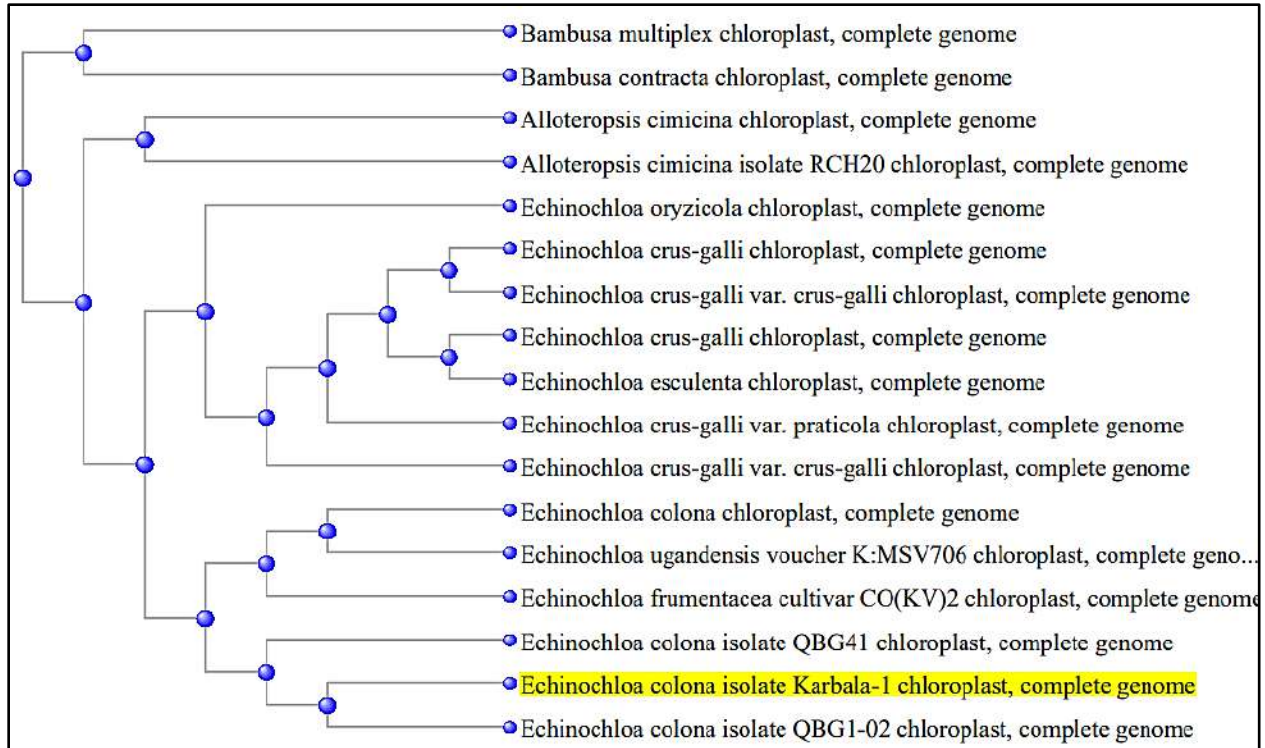 Bambusa multiplex chloroplast, complete genome
Bambusa contracta chloroplast, complete genome
Alloteropsis cimicina chloroplast, complete genome
Alloteropsis cimicina isolate RCH20 chloroplast, complete genome
Echinochloa oryzicola chloroplast, complete genome
Echinochloa crus-galli chloroplast, complete genome
Echinochloa crus-galli var. crus-galli chloroplast, complete genome
Echinochloa crus-galli chloroplast, complete genome
Echinochloa esculenta chloroplast, complete genome
Echinochloa crus-galli var. praticola chloroplast, complete genome
Echinochloa crus-galli var. crus-galli chloroplast, complete genome
Echinochloa colona chloroplast, complete genome
Echinochloa ugandensis voucher K:MSV706 chloroplast, complete geno...
Echinochloa frumentacea cultivar CO(KV)2 chloroplast, complete genome
Echinochloa colona isolate QBG41 chloroplast, complete genome
Echinochloa colona isolate Karbala-1 chloroplast, complete genome
Echinochloa colona isolate QBG1-02 chloroplast, complete genome